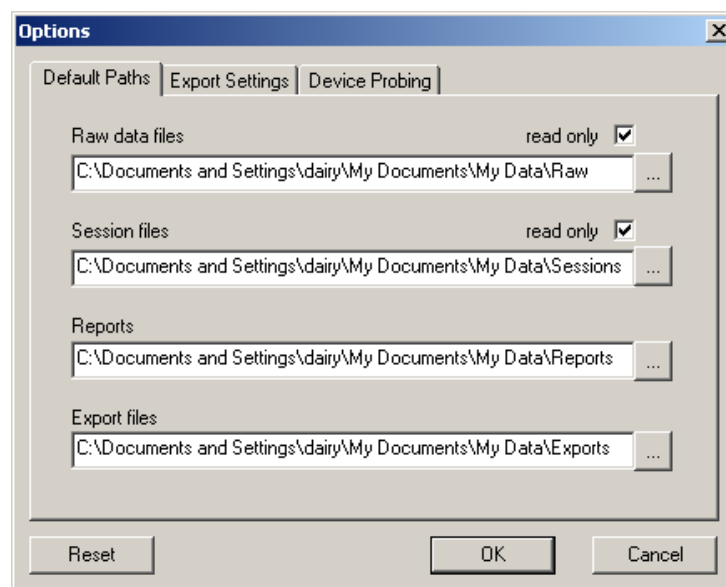 Options
Default Paths Export Settings Device Probing
Raw data files read only
C:\Documents and Settings\dairy\My Documents\My Data\Raw ...
Session files read only
C:\Documents and Settings\dairy\My Documents\My Data\Sessions ...
Reports
C:\Documents and Settings\dairy\My Documents\My Data\Reports ...
Export files
C:\Documents and Settings\dairy\My Documents\My Data\Exports ...
Reset OK Cancel